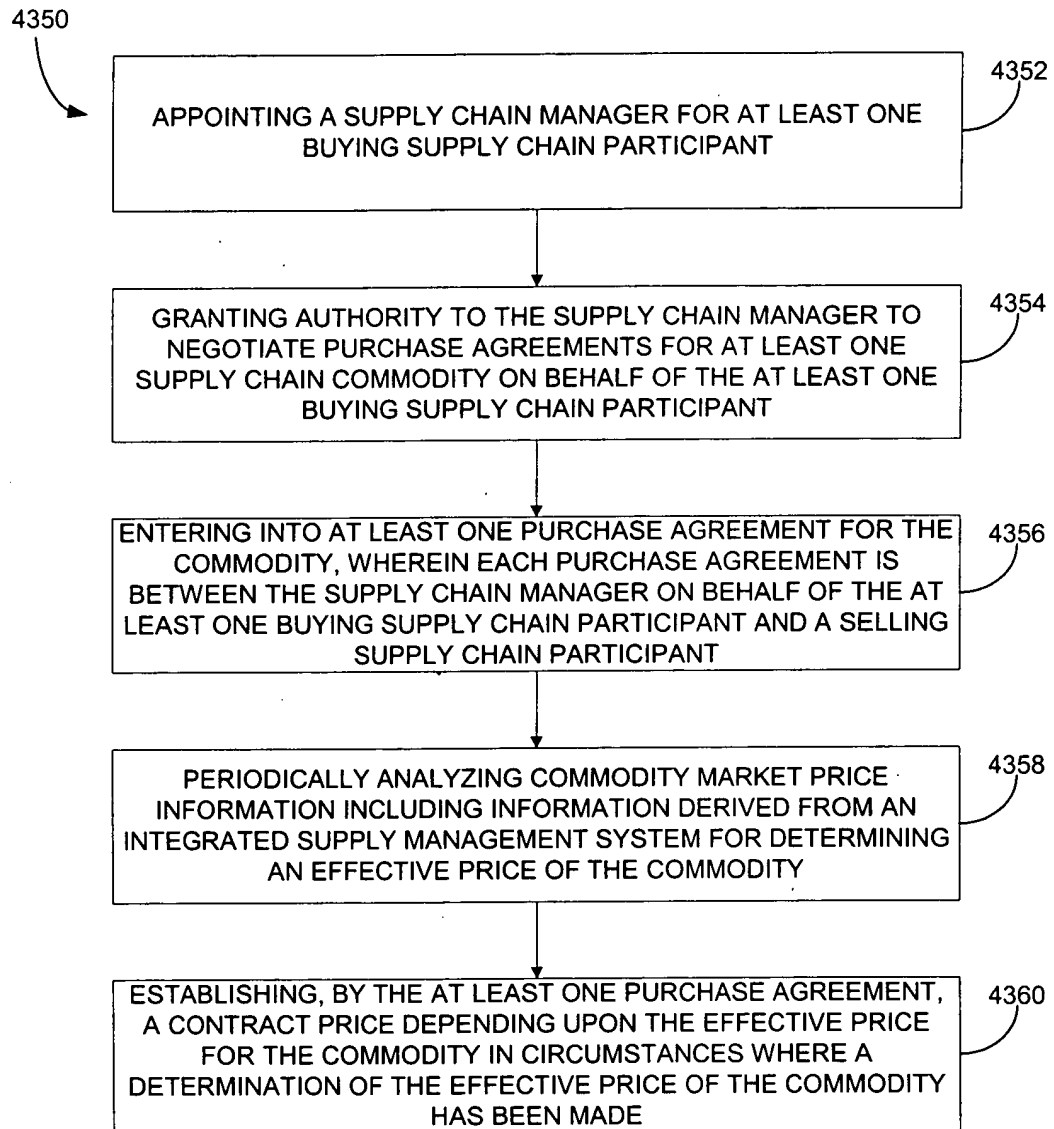 4350
4352
APPOINTING A SUPPLY CHAIN MANAGER FOR AT LEAST ONE
BUYING SUPPLY CHAIN PARTICIPANT
4354
GRANTING AUTHORITY TO THE SUPPLY CHAIN MANAGER TO
NEGOTIATE PURCHASE AGREEMENTS FOR AT LEAST ONE
SUPPLY CHAIN COMMODITY ON BEHALF OF THE AT LEAST ONE
BUYING SUPPLY CHAIN PARTICIPANT
4356
ENTERING INTO AT LEAST ONE PURCHASE AGREEMENT FOR THE
COMMODITY, WHEREIN EACH PURCHASE AGREEMENT IS
BETWEEN THE SUPPLY CHAIN MANAGER ON BEHALF OF THE AT
LEAST ONE BUYING SUPPLY CHAIN PARTICIPANT AND A SELLING
SUPPLY CHAIN PARTICIPANT
4358
PERIODICALLY ANALYZING COMMODITY MARKET PRICE
INFORMATION INCLUDING INFORMATION DERIVED FROM AN
INTEGRATED SUPPLY MANAGEMENT SYSTEM FOR DETERMINING
AN EFFECTIVE PRICE OF THE COMMODITY
4360
ESTABLISHING, BY THE AT LEAST ONE PURCHASE AGREEMENT,
A CONTRACT PRICE DEPENDING UPON THE EFFECTIVE PRICE
FOR THE COMMODITY IN CIRCUMSTANCES WHERE A
DETERMINATION OF THE EFFECTIVE PRICE OF THE COMMODITY
HAS BEEN MADE